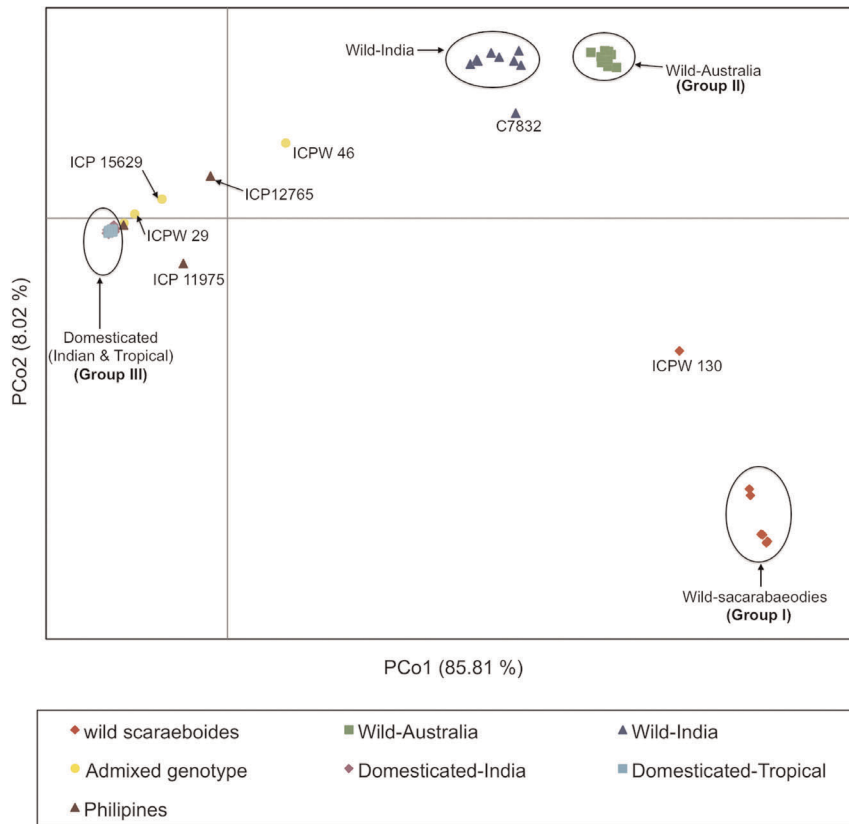 Wild-India
Wild-Australia
(Group II)
C7832
ICPW 46
ICP 15629
ICP12765
ICPW 29
ICP 11975
Domesticated
(Indian & Tropical)
(Group III)
ICPW 130
Wild-sacarabaeodies
(Group I)
PCo2 (8.02 %)
PCo1 (85.81 %)
wild scaraeboides
Wild-Australia
Wild-India
Admixed genotype
Domesticated-India
Domesticated-Tropical
Philipines